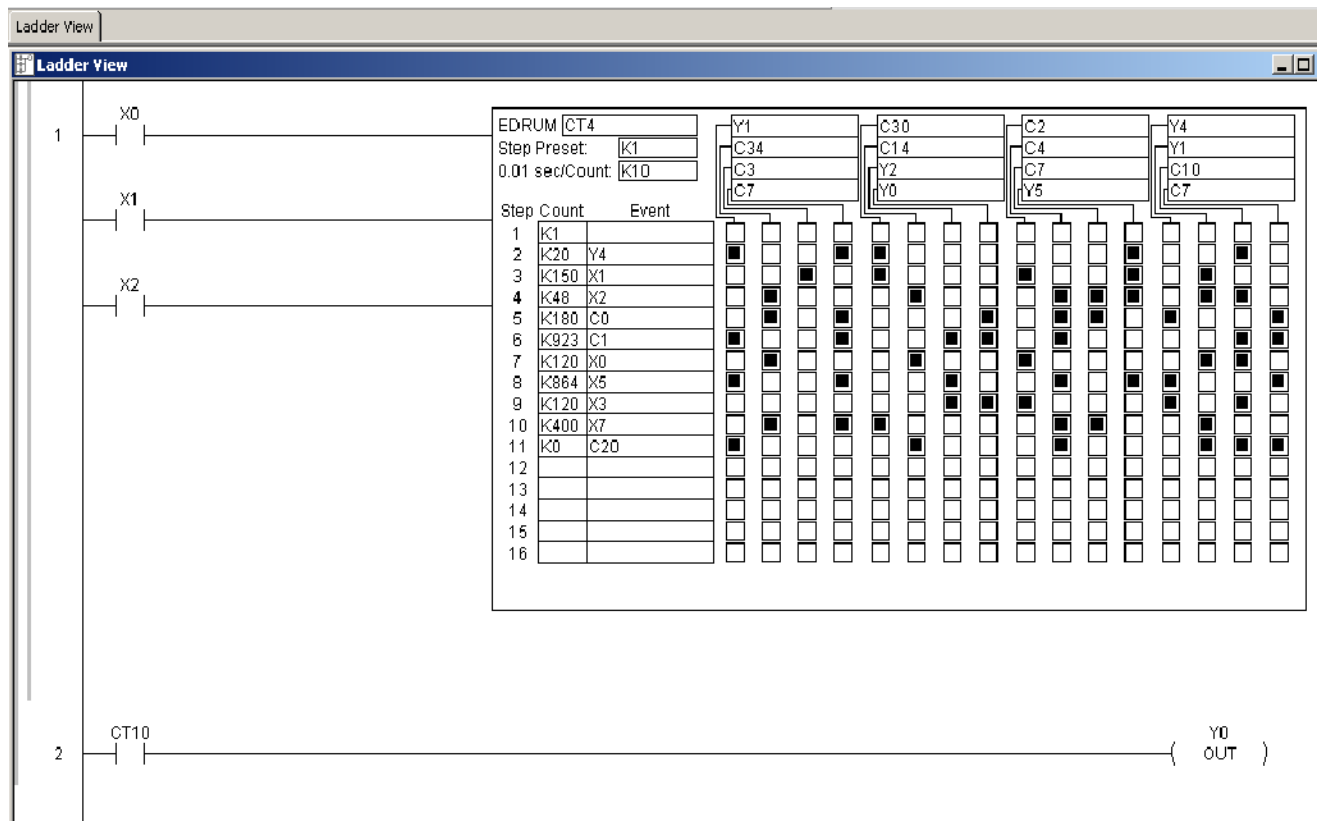 Ladder View
Ladder View
1
X0
X1
X2
EDRUM CT4
Step Preset: K1
0.01 sec/Count: K10
Y1 C30 C2 Y4
C34 C14 C4 Y1
C3 Y2 C7 C10
C7 Y0 Y5 C7
Step Count Event
1 K1
2 K20 Y4
3 K150 X1
4 K48 X2
5 K180 C0
6 K923 C1
7 K120 X0
8 K864 X5
9 K120 X3
10 K400 X7
11 K0 C20
12
13
14
15
16
2
CT10
Y0
( OUT )